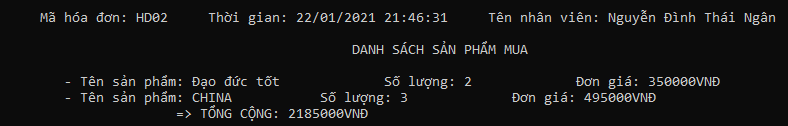 Mã hóa đơn: HD02 Thời gian: 22/01/2021 21:46:31 Tên nhân viên: Nguyễn Đình Thái Ngân
DANH SÁCH SẢN PHẨM MUA
- Tên sản phẩm: Đạo đức tốt Số lượng: 2 Đơn giá: 350000VNĐ
- Tên sản phẩm: CHINA Số lượng: 3 Đơn giá: 495000VNĐ
=> TỔNG CỘNG: 2185000VNĐ